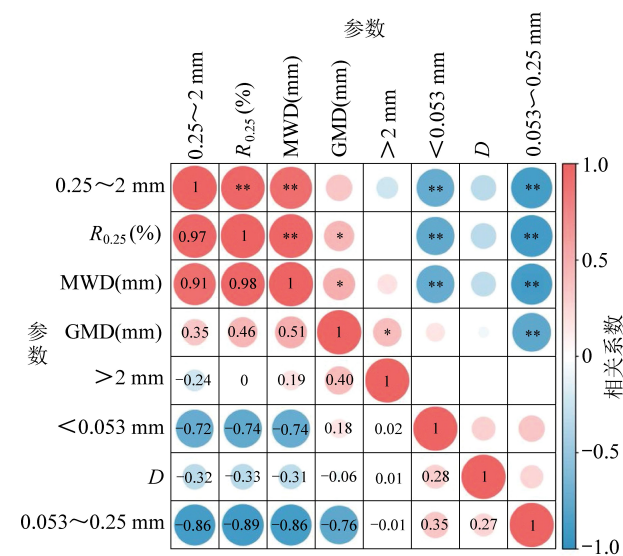 参数
0.25～2 mm
R0.25(%)
MWD(mm)
GMD(mm)
＞2 mm
＜0.053 mm
D
0.053～0.25 mm
0.25～2 mm 1 ** ** ** **
R0.25(%) 0.97 1 ** * ** **
MWD(mm) 0.91 0.98 1 * ** **
GMD(mm) 0.35 0.46 0.51 1 * **
＞2 mm −0.24 0 0.19 0.40 1
＜0.053 mm −0.72 −0.74 −0.74 0.18 0.02 1
D −0.32 −0.33 −0.31 −0.06 0.01 0.28 1
0.053～0.25 mm −0.86 −0.89 −0.86 −0.76 −0.01 0.35 0.27 1
参数
1.0
0.5
0
−0.5
−1.0
相关系数